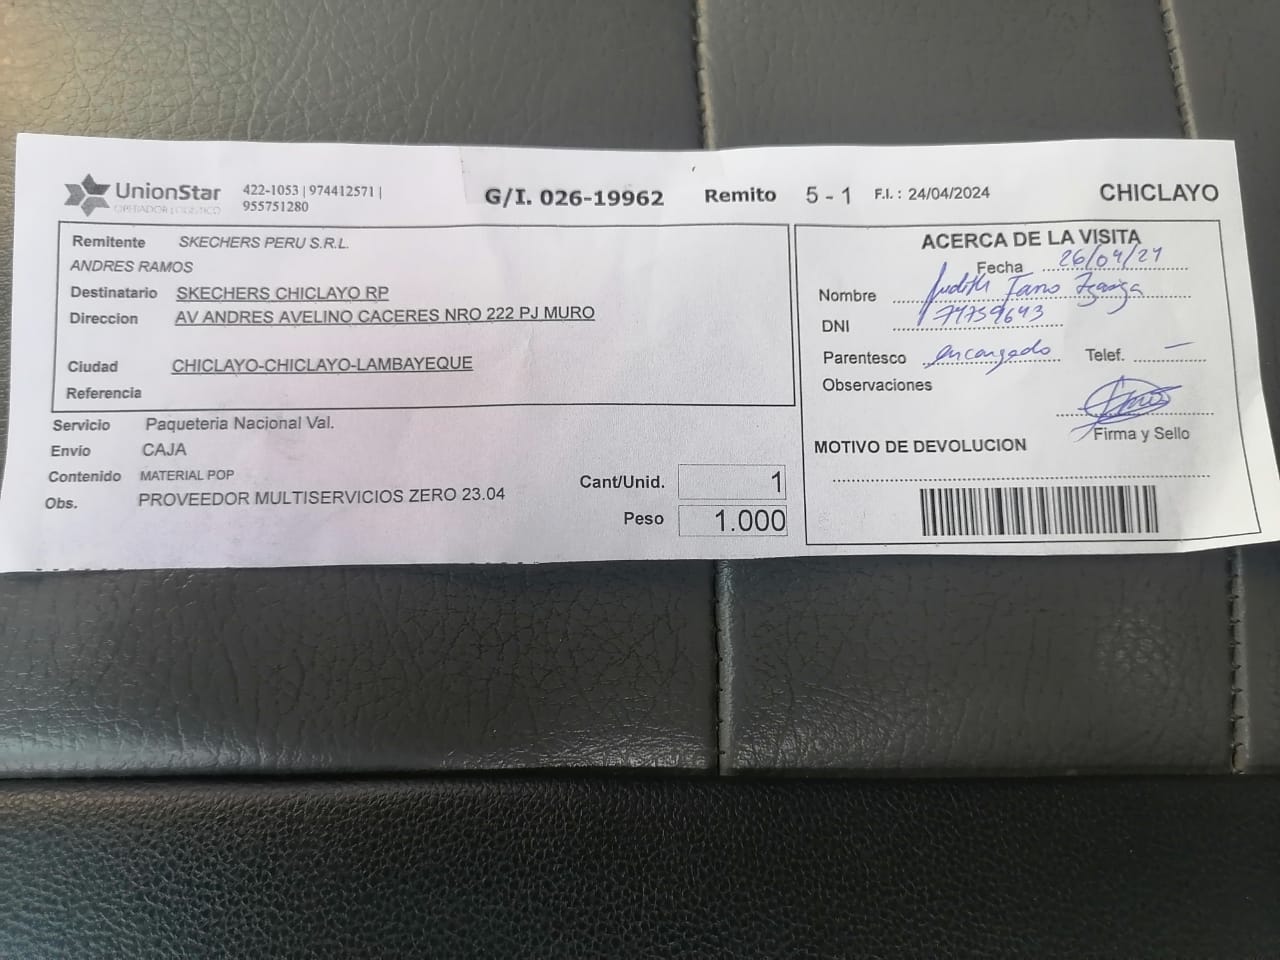 UnionStar
OPERADOR LOGISTICO
422-1053 | 974412571 |
955751280
G/I. 026-19962
Remito 5 - 1
F.I. : 24/04/2024
CHICLAYO
Remitente SKECHERS PERU S.R.L.
ANDRES RAMOS
Destinatario SKECHERS CHICLAYO RP
Direccion AV ANDRES AVELINO CACERES NRO 222 PJ MURO
Ciudad CHICLAYO-CHICLAYO-LAMBAYEQUE
Referencia
Servicio Paqueteria Nacional Val.
Envío CAJA
Contenido MATERIAL POP
Obs. PROVEEDOR MULTISERVICIOS ZERO 23.04
Cant/Unid. 1
Peso 1.000
ACERCA DE LA VISITA
Fecha 26/04/24
Nombre Judith
DNI
Parentesco encargado Telef. —
Observaciones
Firma y Sello
MOTIVO DE DEVOLUCION